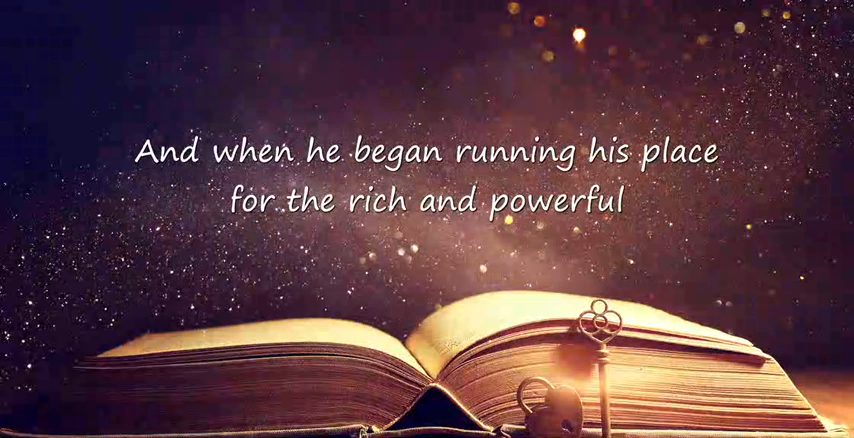 And when he began running his place
for the rich and powerful